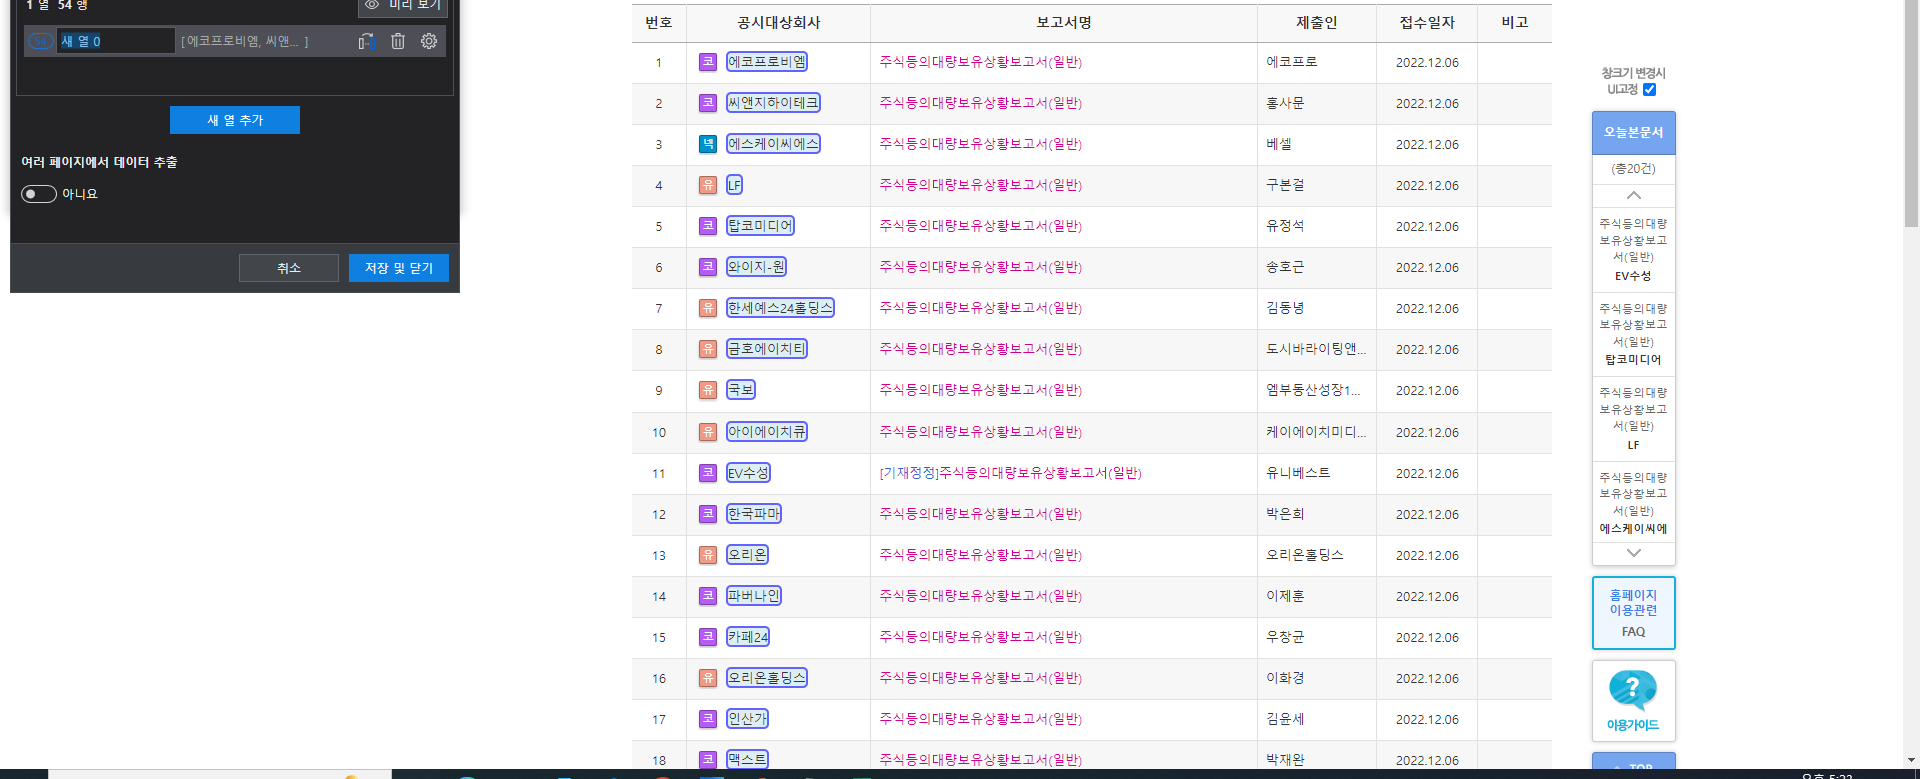 1 열 54 행
미리 보기
54 새 열 0 [에코프로비엠, 씨앤... ]
새 열 추가
여러 페이지에서 데이터 추출
아니요
취소 저장 및 닫기
번호 공시대상회사 보고서명 제출인 접수일자 비고
1 코 에코프로비엠 주식등의대량보유상황보고서(일반) 에코프로 2022.12.06
2 코 씨앤지하이테크 주식등의대량보유상황보고서(일반) 홍사문 2022.12.06
3 넥 에스케이씨에스 주식등의대량보유상황보고서(일반) 베셀 2022.12.06
4 유 LF 주식등의대량보유상황보고서(일반) 구본걸 2022.12.06
5 코 탑코미디어 주식등의대량보유상황보고서(일반) 유정석 2022.12.06
6 코 와이지-원 주식등의대량보유상황보고서(일반) 송호근 2022.12.06
7 유 한세예스24홀딩스 주식등의대량보유상황보고서(일반) 김동녕 2022.12.06
8 유 금호에이치티 주식등의대량보유상황보고서(일반) 도시바라이팅앤... 2022.12.06
9 유 국보 주식등의대량보유상황보고서(일반) 엠부동산성장1... 2022.12.06
10 유 아이에이치큐 주식등의대량보유상황보고서(일반) 케이에이치미디... 2022.12.06
11 코 EV수성 [기재정정]주식등의대량보유상황보고서(일반) 유니베스트 2022.12.06
12 코 한국파마 주식등의대량보유상황보고서(일반) 박은희 2022.12.06
13 유 오리온 주식등의대량보유상황보고서(일반) 오리온홀딩스 2022.12.06
14 코 파버나인 주식등의대량보유상황보고서(일반) 이제훈 2022.12.06
15 코 카페24 주식등의대량보유상황보고서(일반) 우창균 2022.12.06
16 유 오리온홀딩스 주식등의대량보유상황보고서(일반) 이화경 2022.12.06
17 코 인산가 주식등의대량보유상황보고서(일반) 김윤세 2022.12.06
18 코 맥스트 주식등의대량보유상황보고서(일반) 박재완 2022.12.06
창크기 변경시
UI고정
오늘본문서
(총20건)
주식등의대량
보유상황보고
서(일반)
EV수성
주식등의대량
보유상황보고
서(일반)
탑코미디어
주식등의대량
보유상황보고
서(일반)
LF
주식등의대량
보유상황보고
서(일반)
에스케이씨에
홈페이지
이용관련
FAQ
?
이용가이드
TOP
오후 5:23